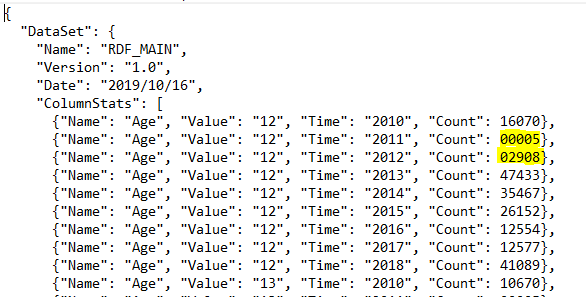 {
"DataSet": {
"Name": "RDF_MAIN",
"Version": "1.0",
"Date": "2019/10/16",
"ColumnStats": [
{"Name": "Age", "Value": "12", "Time": "2010", "Count": 16070},
{"Name": "Age", "Value": "12", "Time": "2011", "Count": 00005},
{"Name": "Age", "Value": "12", "Time": "2012", "Count": 02908},
{"Name": "Age", "Value": "12", "Time": "2013", "Count": 47433},
{"Name": "Age", "Value": "12", "Time": "2014", "Count": 35467},
{"Name": "Age", "Value": "12", "Time": "2015", "Count": 26152},
{"Name": "Age", "Value": "12", "Time": "2016", "Count": 12554},
{"Name": "Age", "Value": "12", "Time": "2017", "Count": 12577},
{"Name": "Age", "Value": "12", "Time": "2018", "Count": 41089},
{"Name": "Age", "Value": "13", "Time": "2010", "Count": 10670},